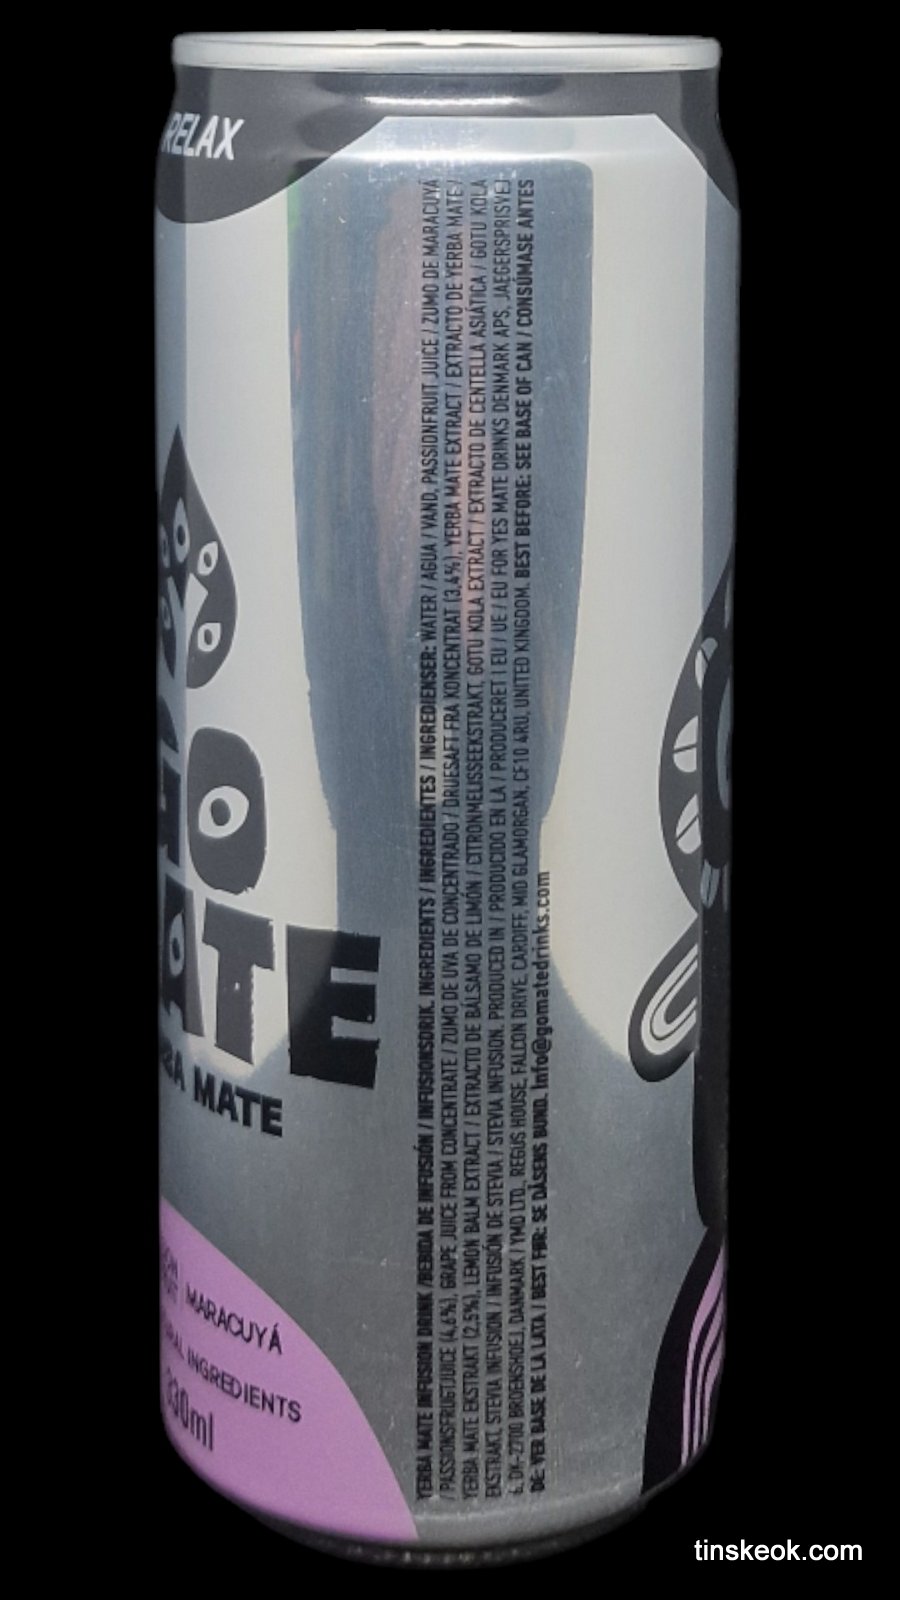 RELAX
GO
MATE
MATE
MARACUYÁ
INGREDIENTS
330ml
YERBA MATE INFUSION DRINK /BEBIDA DE INFUSIÓN / INFUSIONSDRIK. INGREDIENTS / INGREDIENTES / INGREDIENSER: WATER / AGUA / VAND, PASSIONFRUIT JUICE / ZUMO DE MARACUYÁ
/ PASSIONSFRUGTJUICE (4,6%), GRAPE JUICE FROM CONCENTRATE / ZUMO DE UVA DE CONCENTRADO / DRUESAFT FRA KONCENTRAT (3,4%), YERBA MATE EXTRACT / EXTRACTO DE YERBA MATE /
YERBA MATE EKSTRAKT (2,5%), LEMON BALM EXTRACT / EXTRACTO DE BÁLSAMO DE LIMÓN / CITRONMELISSEEKSTRAKT, GOTU KOLA EXTRACT / EXTRACTO DE CENTELLA ASIÁTICA / GOTU KOLA
EKSTRAKT, STEVIA INFUSION / INFUSIÓN DE STEVIA / STEVIA INFUSION. PRODUCED IN / PRODUCIDO EN LA / PRODUCERET I EU / UE / EU FOR YES MATE DRINKS DENMARK APS, JAEGERSPRISVEJ
6, DK-2700 BROENSHOEJ, DANMARK / YMD LTD., REGUS HOUSE, FALCON DRIVE, CARDIFF, MID GLAMORGAN, CF10 4RU, UNITED KINGDOM. BEST BEFORE: SEE BASE OF CAN / CONSÚMASE ANTES
DE: VER BASE DE LA LATA / BEST FØR: SE DÅSENS BUND. info@gomatedrinks.com
tinskeok.com